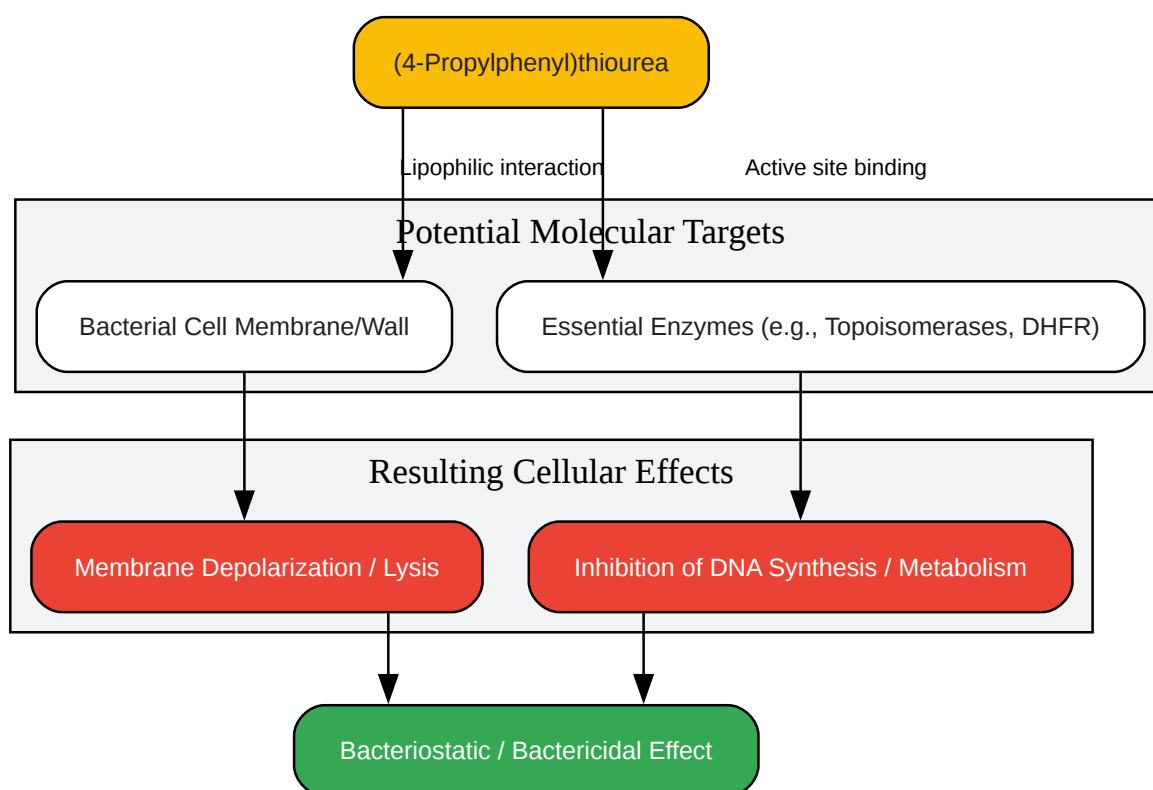 (4-Propylphenyl)thiourea
Lipophilic interaction
Active site binding
Potential Molecular Targets
Bacterial Cell Membrane/Wall
Essential Enzymes (e.g., Topoisomerases, DHFR)
Resulting Cellular Effects
Membrane Depolarization / Lysis
Inhibition of DNA Synthesis / Metabolism
Bacteriostatic / Bactericidal Effect